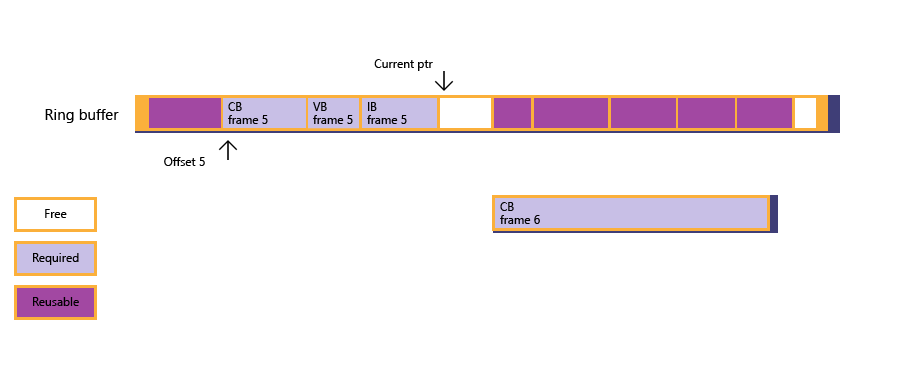 Current ptr
Ring buffer
CB
frame 5
VB
frame 5
IB
frame 5
Offset 5
Free
CB
frame 6
Required
Reusable